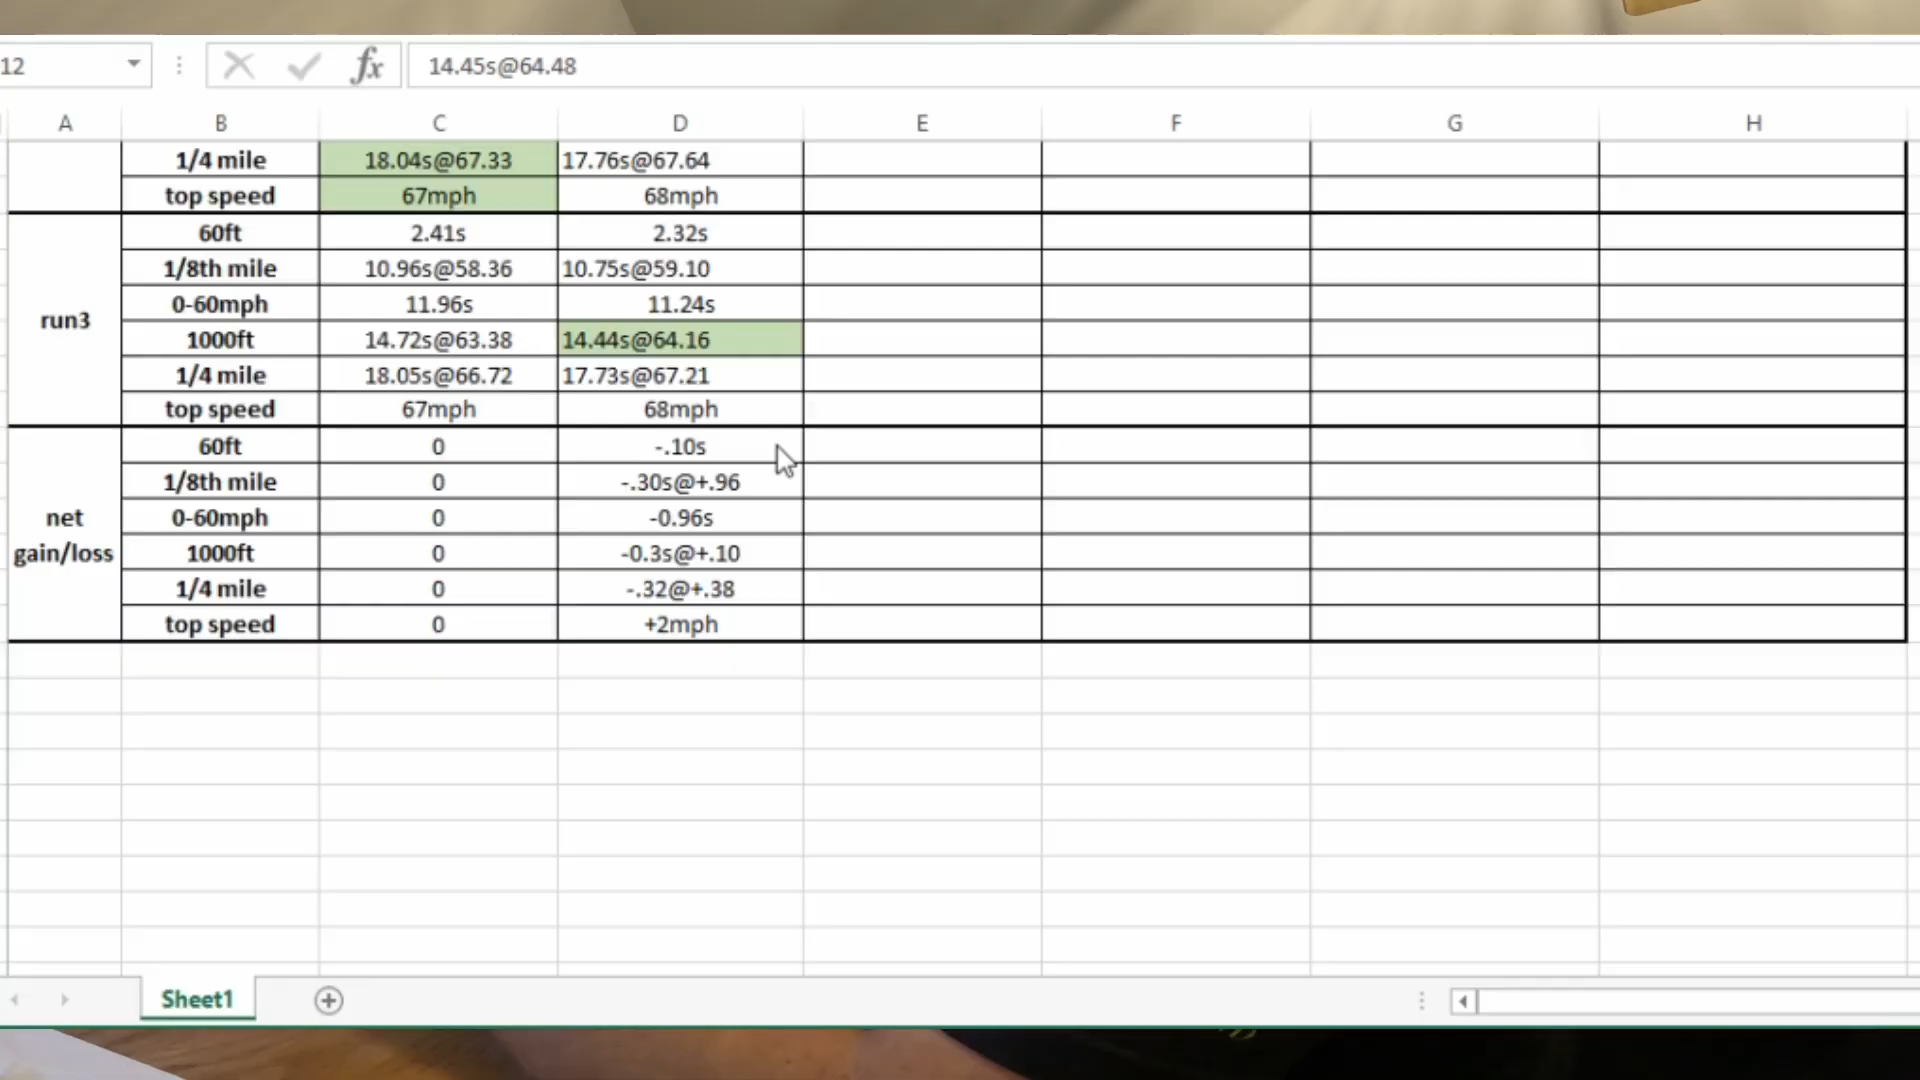 12 fx 14.45s@64.48
A B C D E F G H
1/4 mile 18.04s@67.33 17.76s@67.64
top speed 67mph 68mph
run3
60ft 2.41s 2.32s
1/8th mile 10.96s@58.36 10.75s@59.10
0-60mph 11.96s 11.24s
1000ft 14.72s@63.38 14.44s@64.16
1/4 mile 18.05s@66.72 17.73s@67.21
top speed 67mph 68mph
net
gain/loss
60ft 0 -.10s
1/8th mile 0 -.30s@+.96
0-60mph 0 -0.96s
1000ft 0 -0.3s@+.10
1/4 mile 0 -.32@+.38
top speed 0 +2mph
Sheet1